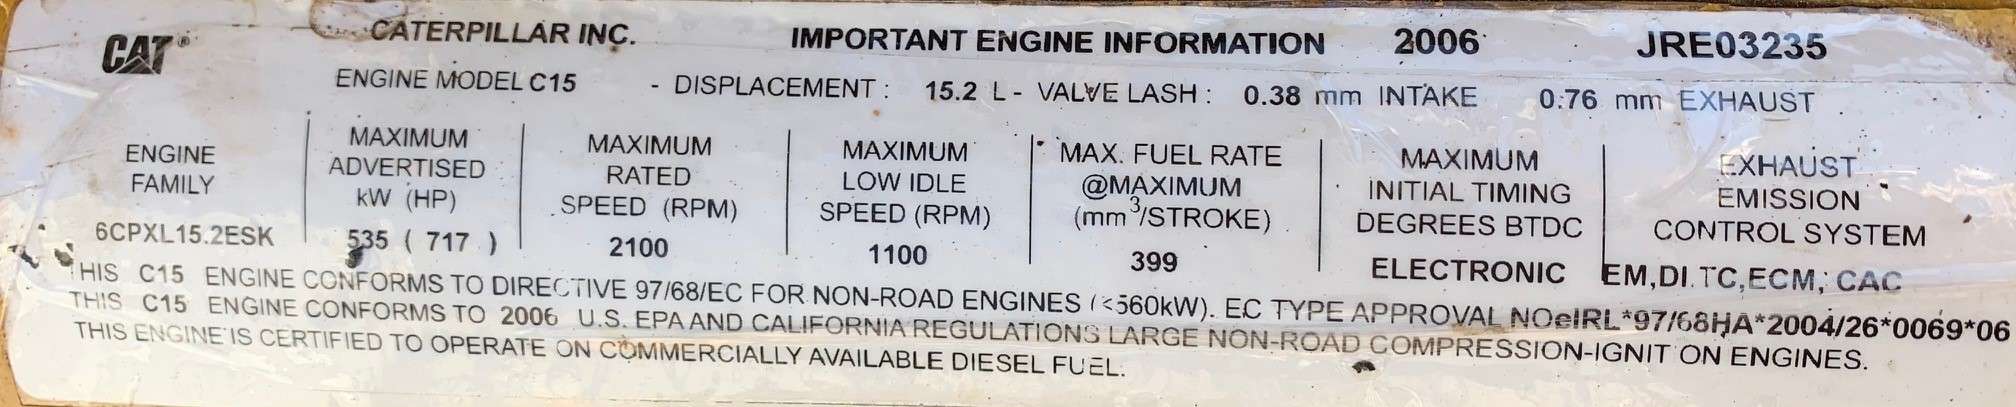 CAT® CATERPILLAR INC. IMPORTANT ENGINE INFORMATION 2006 JRE03235
ENGINE MODEL C15 - DISPLACEMENT : 15.2 L - VALVE LASH : 0.38 mm INTAKE 0.76 mm EXHAUST
ENGINE
FAMILY
6CPXL15.2ESK
MAXIMUM
ADVERTISED
kW (HP)
535 ( 717 )
MAXIMUM
RATED
SPEED (RPM)
2100
MAXIMUM
LOW IDLE
SPEED (RPM)
1100
MAX. FUEL RATE
@MAXIMUM
(mm³/STROKE)
399
MAXIMUM
INITIAL TIMING
DEGREES BTDC
ELECTRONIC
EXHAUST
EMISSION
CONTROL SYSTEM
EM,DI.TC,ECM, CAC
THIS C15 ENGINE CONFORMS TO DIRECTIVE 97/68/EC FOR NON-ROAD ENGINES (<560kW). EC TYPE APPROVAL NOeIRL*97/68HA*2004/26*0069*06
THIS C15 ENGINE CONFORMS TO 2006 U.S. EPA AND CALIFORNIA REGULATIONS LARGE NON-ROAD COMPRESSION-IGNITION ENGINES.
THIS ENGINE IS CERTIFIED TO OPERATE ON COMMERCIALLY AVAILABLE DIESEL FUEL.